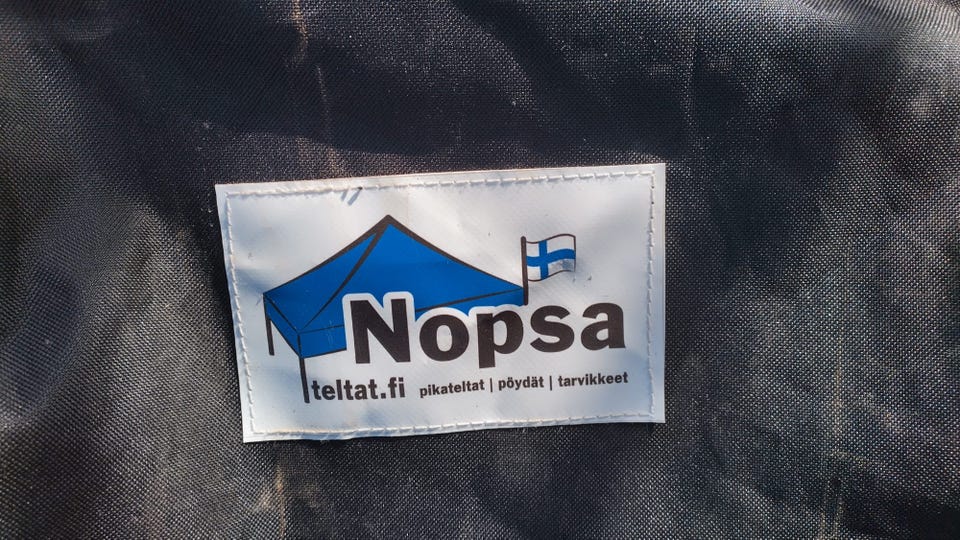 Nopsa
teltat.fi pikateltat | pöydät | tarvikkeet